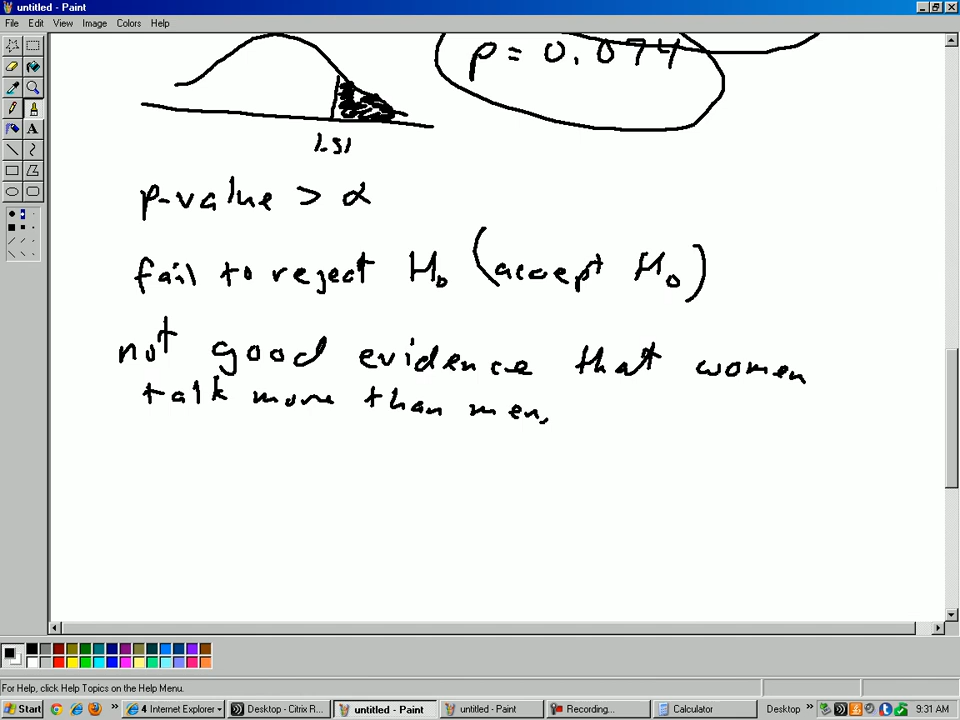 untitled - Paint
File Edit View Image Colors Help
p = 0.074
1.51
p-value > α
fail to reject H0 (accept H0)
not good evidence that women
talk more than men.
For Help, click Help Topics on the Help Menu.
Start
4 Internet Explorer
Desktop - Citrix R...
untitled - Paint
untitled - Paint
Recording...
Calculator
Desktop
9:31 AM